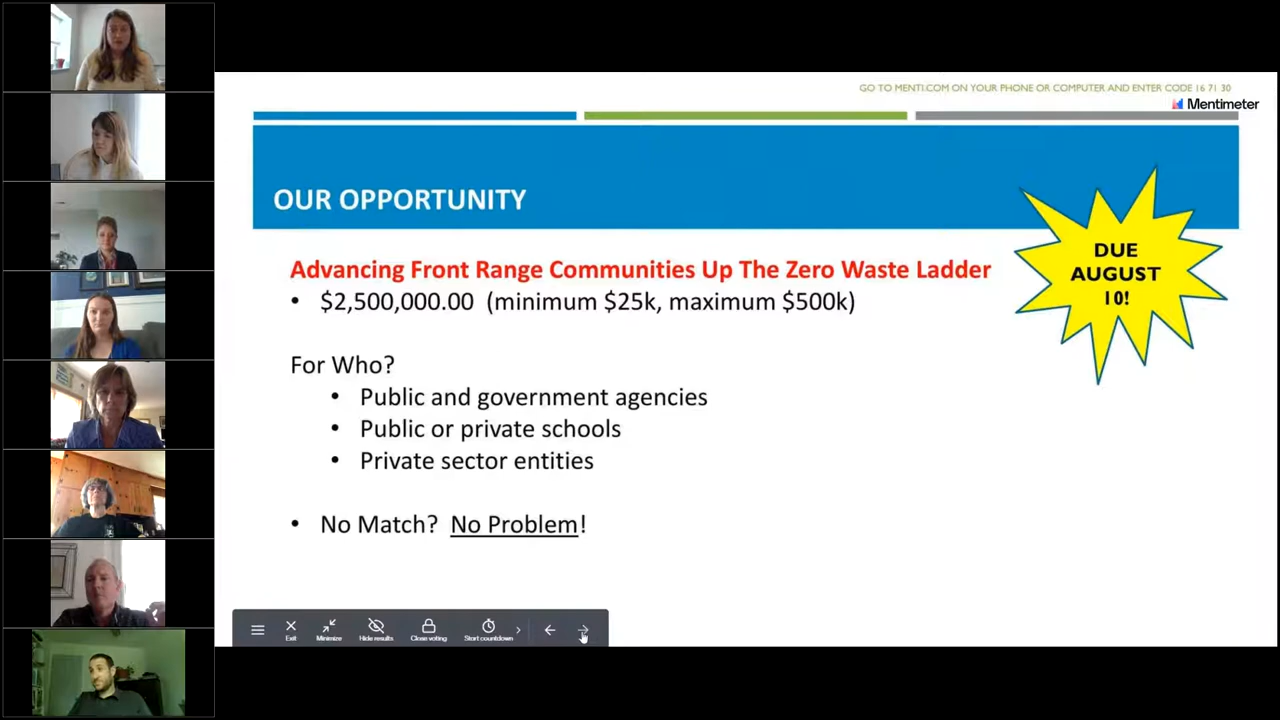 GO TO MENTI.COM ON YOUR PHONE OR COMPUTER AND ENTER CODE 16 71 30
Mentimeter
OUR OPPORTUNITY
DUE
AUGUST
10!
Advancing Front Range Communities Up The Zero Waste Ladder
• $2,500,000.00 (minimum $25k, maximum $500k)
For Who?
• Public and government agencies
• Public or private schools
• Private sector entities
• No Match? No Problem!
Exit
Minimize
Hide results
Close voting
Start countdown